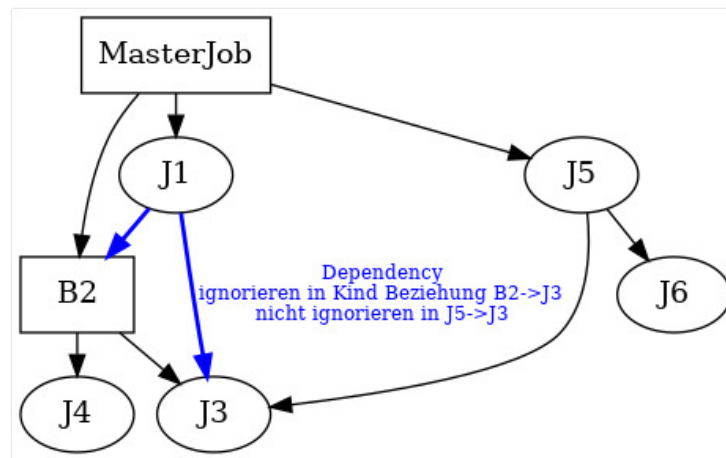 MasterJob
J1
J5
Dependency
ignorieren in Kind Beziehung B2->J3
nicht ignorieren in J5->J3
B2
J6
J4
J3